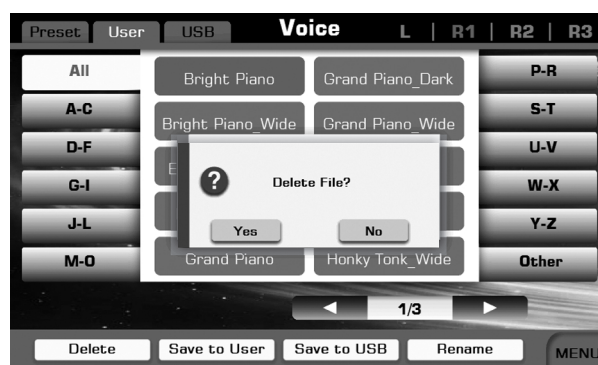 Preset User USB Voice L | R1 | R2 | R3
All Bright Piano Grand Piano_Dark P-R
A-C Bright Piano_Wide Grand Piano_Wide S-T
D-F U-V
? Delete File?
G-I W-X
J-L Yes No Y-Z
M-O Grand Piano Honky Tonk_Wide Other
1/3
Delete Save to User Save to USB Rename MENU